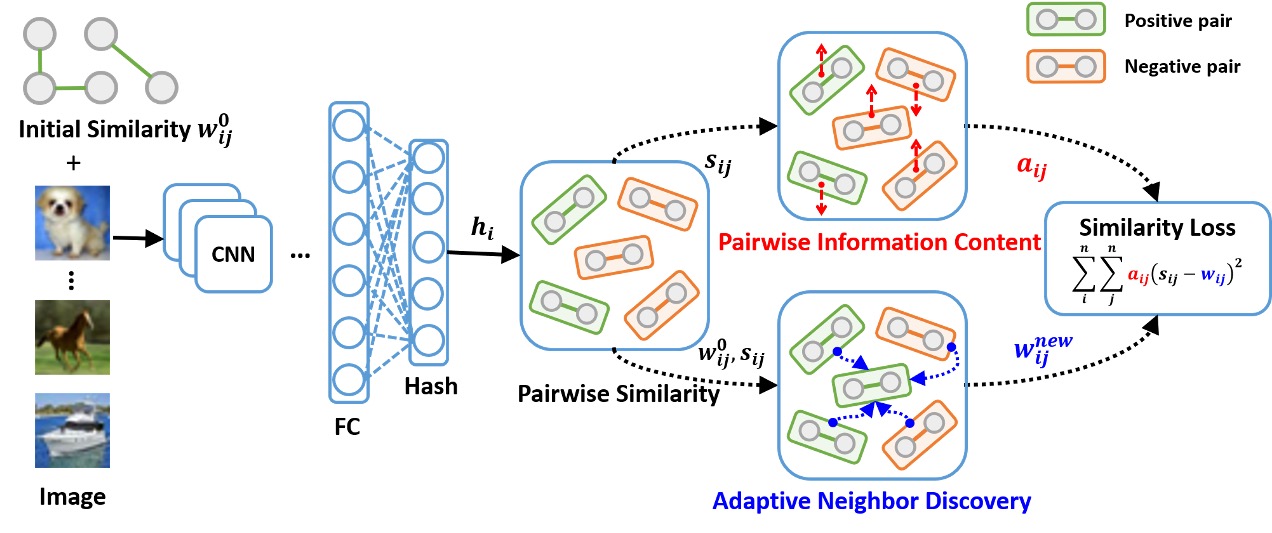 Initial Similarity w_{ij}^0
+
Image
CNN
...
FC
Hash
h_i
Pairwise Similarity
s_{ij}
w_{ij}^0, s_{ij}
Positive pair
Negative pair
Pairwise Information Content
Adaptive Neighbor Discovery
a_{ij}
w_{ij}^{new}
Similarity Loss
\sum_i^n \sum_j^n a_{ij}(s_{ij} - w_{ij})^2